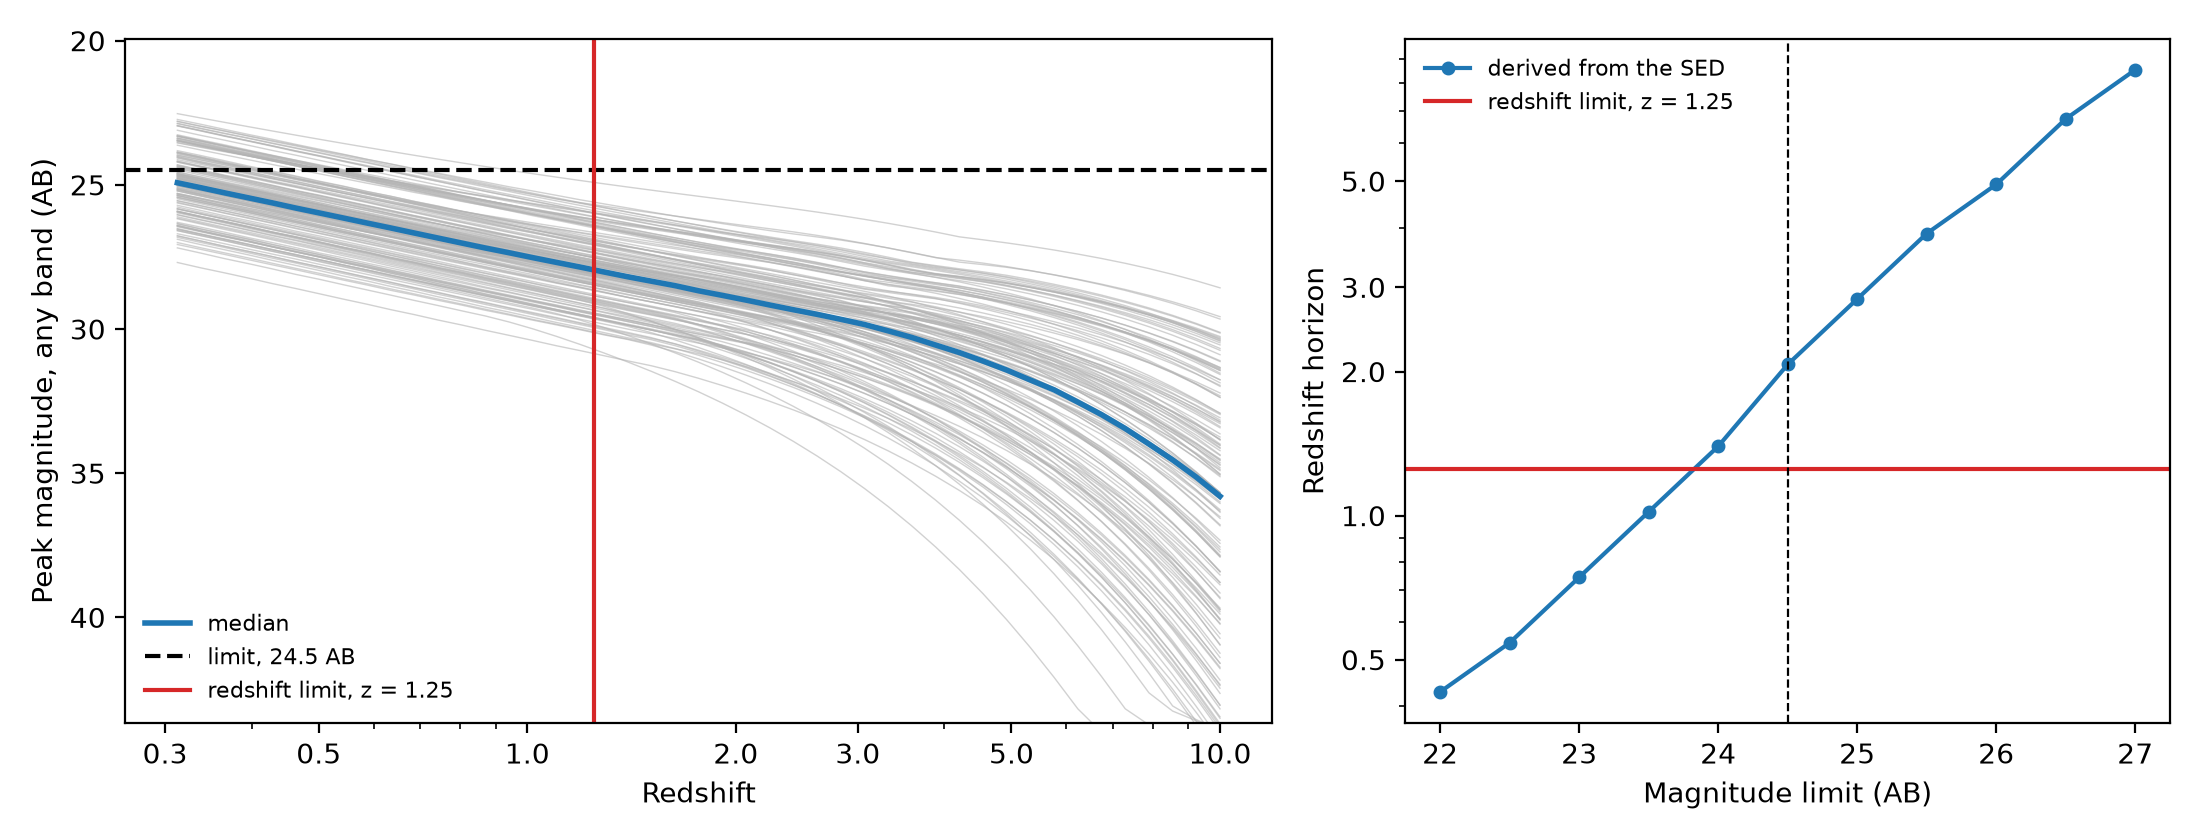 20
25
30
35
40
Peak magnitude, any band (AB)
median
limit, 24.5 AB
redshift limit, z = 1.25
0.3
0.5
1.0
2.0
3.0
5.0
10.0
Redshift
derived from the SED
redshift limit, z = 1.25
5.0
3.0
2.0
1.0
0.5
Redshift horizon
22
23
24
25
26
27
Magnitude limit (AB)